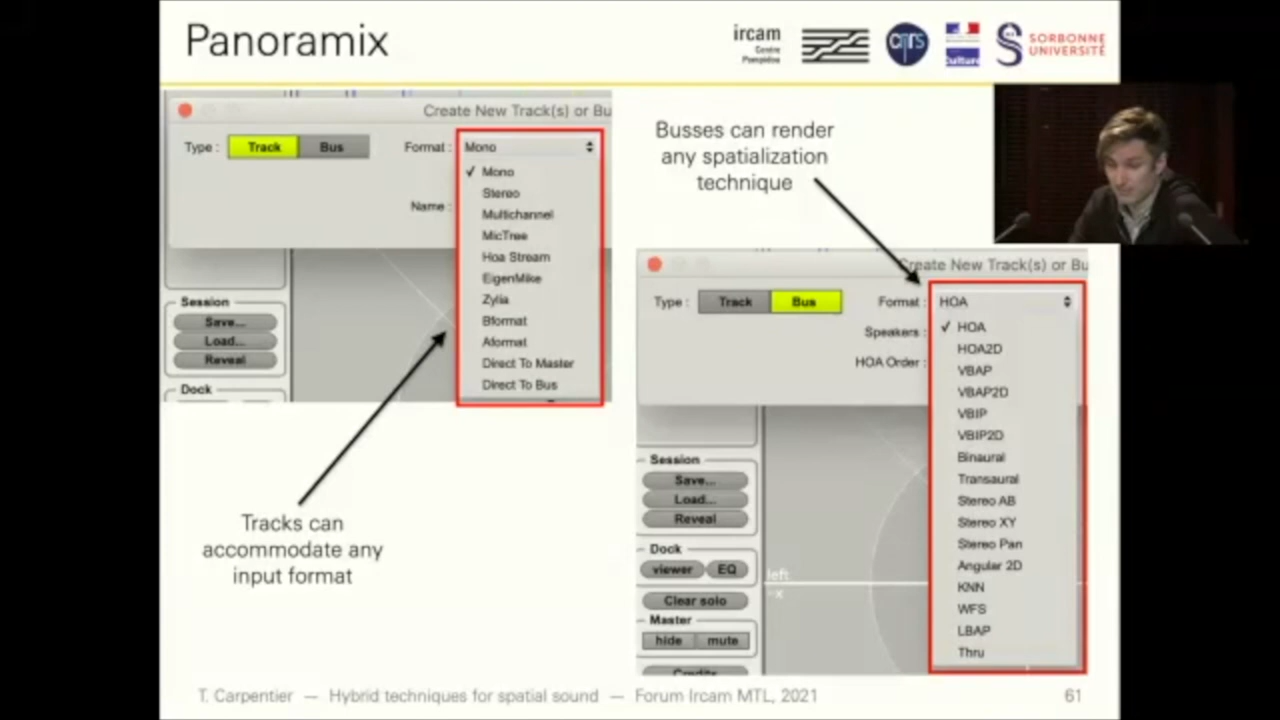 Panoramix
ircam
Centre
Pompidou
cnrs
Culture
SORBONNE
UNIVERSITÉ
Create New Track(s) or Bu
Type :
Track
Bus
Format :
Mono
Name :
✓ Mono
Stereo
Multichannel
MicTree
Hoa Stream
EigenMike
Zylia
Bformat
Aformat
Direct To Master
Direct To Bus
Session
Save...
Load...
Reveal
Dock
Tracks can
accommodate any
input format
Busses can render
any spatialization
technique
Create New Track(s) or Bu
Type :
Track
Bus
Format :
HOA
Speakers :
HOA Order :
✓ HOA
HOA2D
VBAP
VBAP2D
VBIP
VBIP2D
Binaural
Transaural
Stereo AB
Stereo XY
Stereo Pan
Angular 2D
KNN
WFS
LBAP
Thru
Session
Save...
Load...
Reveal
Dock
viewer
EQ
Clear solo
Master
hide
mute
Credits
left
-x
T. Carpentier — Hybrid techniques for spatial sound — Forum Ircam MTL, 2021
61